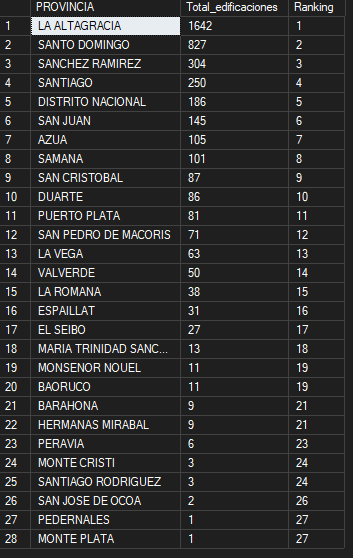 PROVINCIA Total_edificaciones Ranking
1 LA ALTAGRACIA 1642 1
2 SANTO DOMINGO 827 2
3 SANCHEZ RAMIREZ 304 3
4 SANTIAGO 250 4
5 DISTRITO NACIONAL 186 5
6 SAN JUAN 145 6
7 AZUA 105 7
8 SAMANA 101 8
9 SAN CRISTOBAL 87 9
10 DUARTE 86 10
11 PUERTO PLATA 81 11
12 SAN PEDRO DE MACORIS 71 12
13 LA VEGA 63 13
14 VALVERDE 50 14
15 LA ROMANA 38 15
16 ESPAILLAT 31 16
17 EL SEIBO 27 17
18 MARIA TRINIDAD SANC... 13 18
19 MONSENOR NOUEL 11 19
20 BAORUCO 11 19
21 BARAHONA 9 21
22 HERMANAS MIRABAL 9 21
23 PERAVIA 6 23
24 MONTE CRISTI 3 24
25 SANTIAGO RODRIGUEZ 3 24
26 SAN JOSE DE OCOA 2 26
27 PEDERNALES 1 27
28 MONTE PLATA 1 27